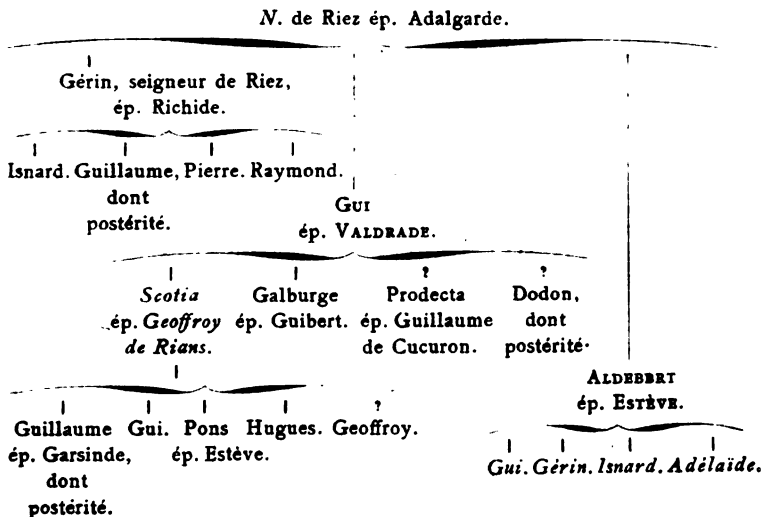 N. de Riez ép. Adalgarde.
Gérin, seigneur de Riez,
ép. Richide.
Isnard. Guillaume, Pierre. Raymond.
dont
postérité.
GUI
ép. VALDRADE.
? ?
Scotia Galburge Prodecta Dodon,
ép. Geoffroy ép. Guibert. ép. Guillaume dont
de Rians. de Cucuron. postérité.
ALDEBERT
ép. ESTÈVE.
?
Guillaume Gui. Pons Hugues. Geoffroy.
ép. Garsinde, ép. Estève.
dont
postérité.
Gui. Gérin. Isnard. Adélaïde.